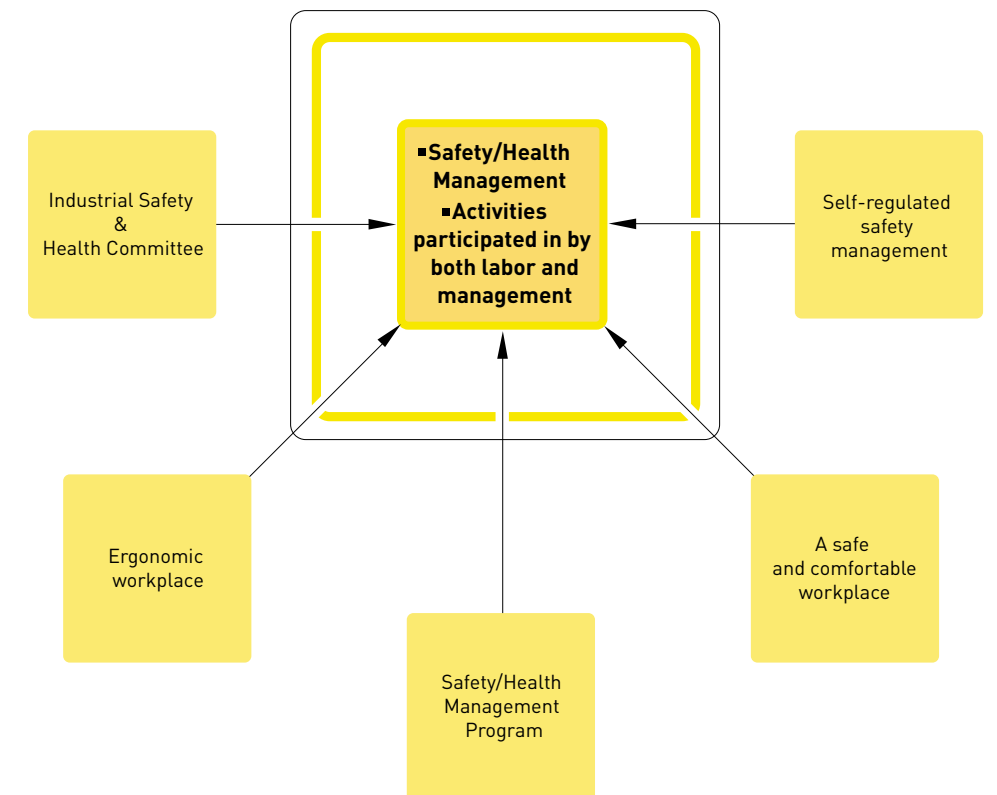 ▪Safety/Health
Management
▪Activities
participated in by
both labor and
management
Industrial Safety
&
Health Committee
Self-regulated
safety
management
Ergonomic
workplace
A safe
and comfortable
workplace
Safety/Health
Management
Program